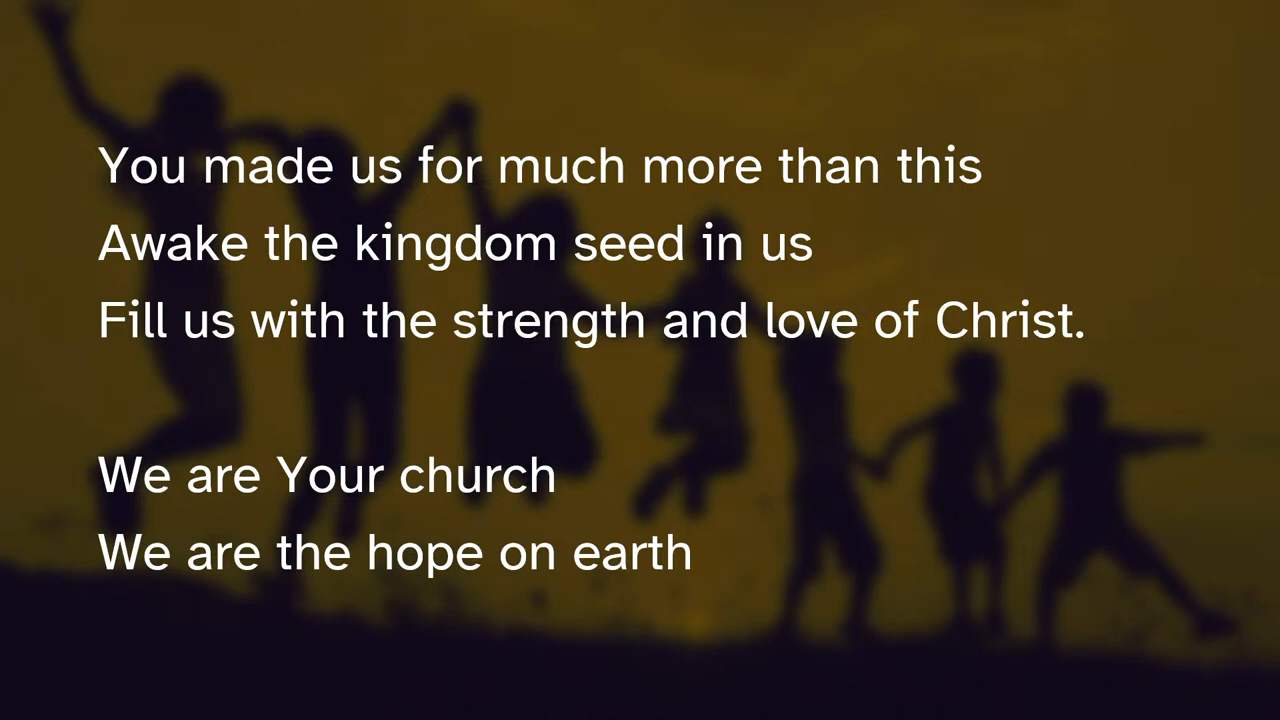 You made us for much more than this
Awake the kingdom seed in us
Fill us with the strength and love of Christ.
We are Your church
We are the hope on earth